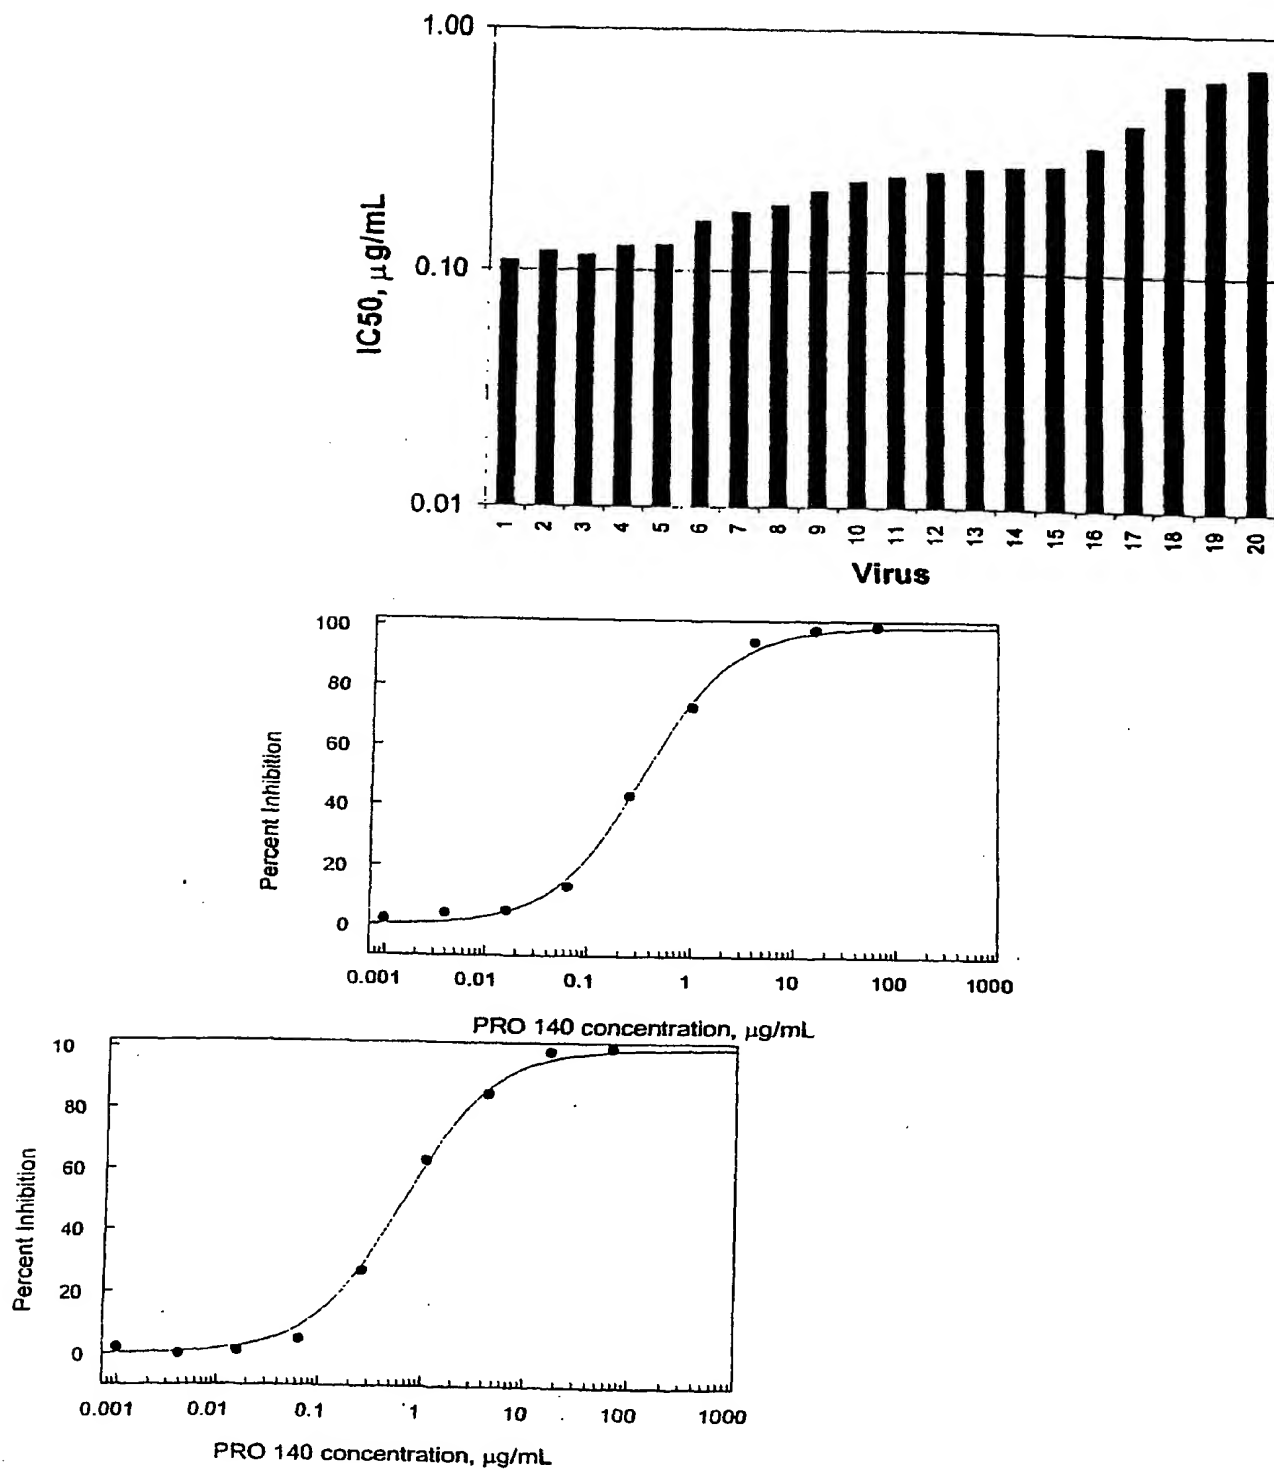 1.00
0.10
0.01
IC50, μg/mL
1 2 3 4 5 6 7 8 9 10 11 12 13 14 15 16 17 18 19 20
Virus
100
80
60
40
20
0
Percent Inhibition
0.001 0.01 0.1 1 10 100 1000
PRO 140 concentration, μg/mL
10
80
60
40
20
0
Percent Inhibition
0.001 0.01 0.1 1 10 100 1000
PRO 140 concentration, μg/mL